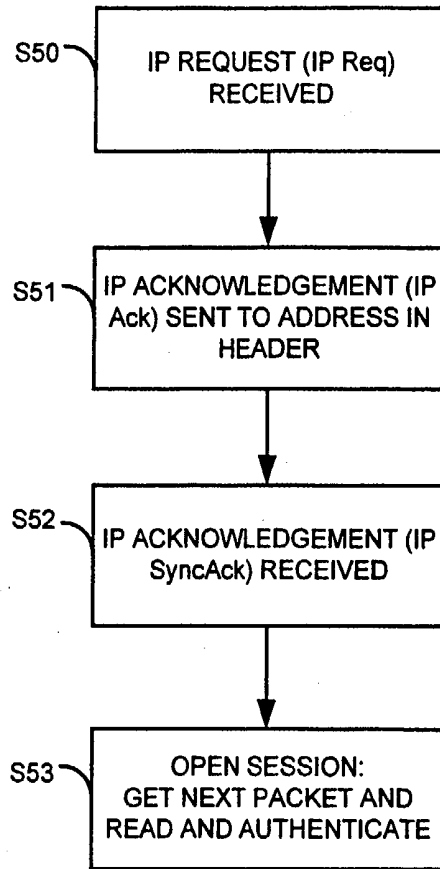 S50
IP REQUEST (IP Req)
RECEIVED
S51
IP ACKNOWLEDGEMENT (IP
Ack) SENT TO ADDRESS IN
HEADER
S52
IP ACKNOWLEDGEMENT (IP
SyncAck) RECEIVED
S53
OPEN SESSION:
GET NEXT PACKET AND
READ AND AUTHENTICATE